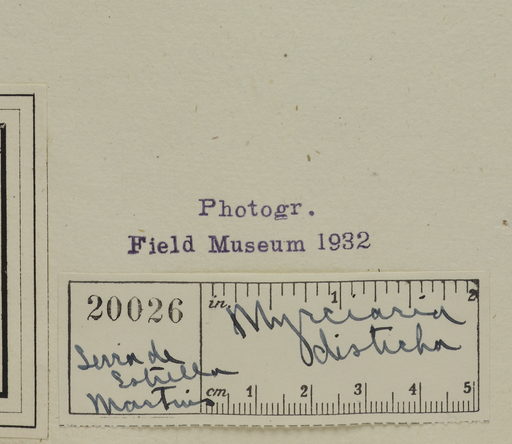 Photogr.
Field Museum 1932
20026
in. 1 2
Myrciaria
disticha
Serra de
Estrella
Martius
cm 1 2 3 4 5